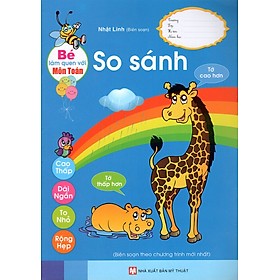 Nhật Linh (Biên soạn)
Bé
làm quen với
Môn Toán
So sánh
Tớ
cao hơn
Tớ
thấp hơn
Cao
Thấp
Dài
Ngắn
To
Nhỏ
Rộng
Hẹp
(Biên soạn theo chương trình mới nhất)
NHÀ XUẤT BẢN MỸ THUẬT